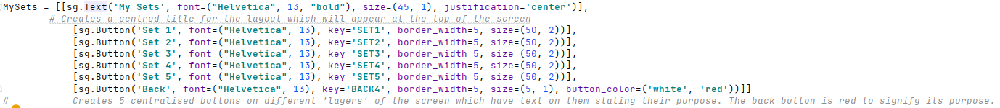 MySets = [[sg.Text('My Sets', font=("Helvetica", 13, "bold"), size=(45, 1), justification='center')],
# Creates a centred title for the layout which will appear at the top of the screen
[sg.Button('Set 1', font=("Helvetica", 13), key='SET1', border_width=5, size=(50, 2))],
[sg.Button('Set 2', font=("Helvetica", 13), key='SET2', border_width=5, size=(50, 2))],
[sg.Button('Set 3', font=("Helvetica", 13), key='SET3', border_width=5, size=(50, 2))],
[sg.Button('Set 4', font=("Helvetica", 13), key='SET4', border_width=5, size=(50, 2))],
[sg.Button('Set 5', font=("Helvetica", 13), key='SET5', border_width=5, size=(50, 2))],
[sg.Button('Back', font=("Helvetica", 13), key='BACK4', border_width=5, size=(5, 1), button_color=('white', 'red'))]]
# Creates 5 centralised buttons on different 'layers' of the screen which have text on them stating their purpose. The back button is red to signify its purpose.